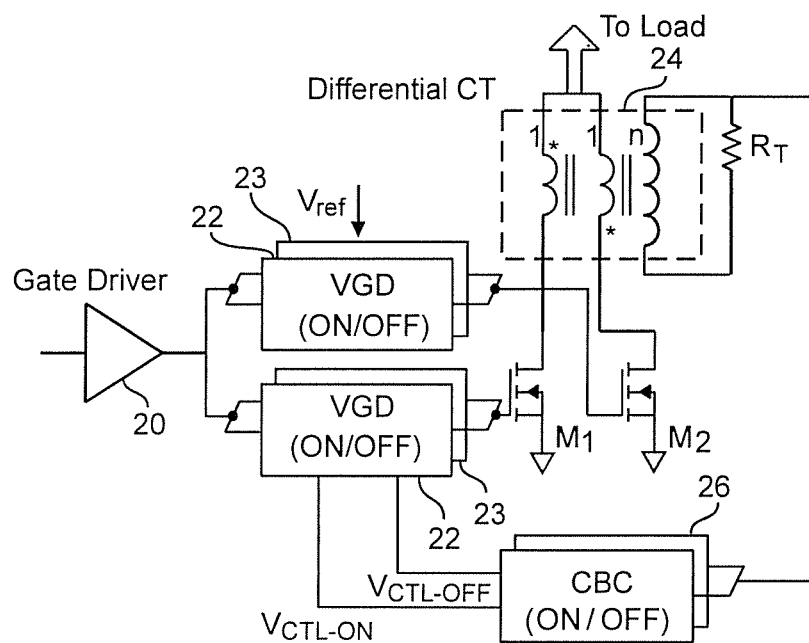 To Load
24
Differential CT
1 * 1 n
R_T
*
23
V_ref
22
Gate Driver
VGD
(ON/OFF)
20
VGD
(ON/OFF)
M_1
M_2
23
22
26
V_CTL-OFF
CBC
(ON/OFF)
V_CTL-ON